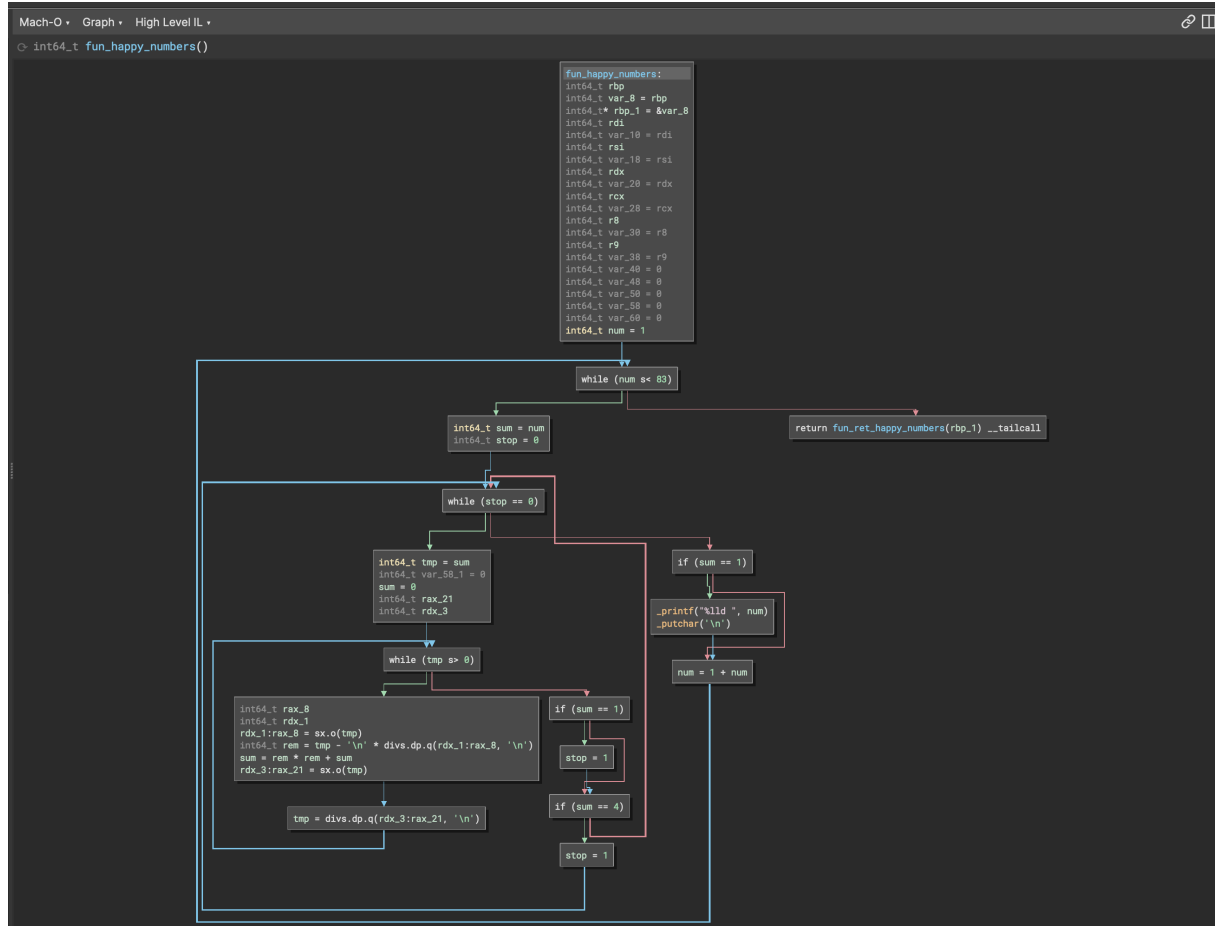 Mach-O ▾ Graph ▾ High Level IL ▾
int64_t fun_happy_numbers()
fun_happy_numbers:
int64_t rbp
int64_t var_8 = rbp
int64_t* rbp_1 = &var_8
int64_t rdi
int64_t var_10 = rdi
int64_t rsi
int64_t var_18 = rsi
int64_t rdx
int64_t var_20 = rdx
int64_t rcx
int64_t var_28 = rcx
int64_t r8
int64_t var_30 = r8
int64_t r9
int64_t var_38 = r9
int64_t var_40 = 0
int64_t var_48 = 0
int64_t var_50 = 0
int64_t var_58 = 0
int64_t var_60 = 0
int64_t num = 1
while (num s< 83)
int64_t sum = num
int64_t stop = 0
return fun_ret_happy_numbers(rbp_1) __tailcall
while (stop == 0)
int64_t tmp = sum
int64_t var_58_1 = 0
sum = 0
int64_t rax_21
int64_t rdx_3
if (sum == 1)
_printf("%lld ", num)
_putchar('\n')
while (tmp s> 0)
num = 1 + num
int64_t rax_8
int64_t rdx_1
rdx_1:rax_8 = sx.o(tmp)
int64_t rem = tmp - '\n' * divs.dp.q(rdx_1:rax_8, '\n')
sum = rem * rem + sum
rdx_3:rax_21 = sx.o(tmp)
if (sum == 1)
stop = 1
if (sum == 4)
tmp = divs.dp.q(rdx_3:rax_21, '\n')
stop = 1